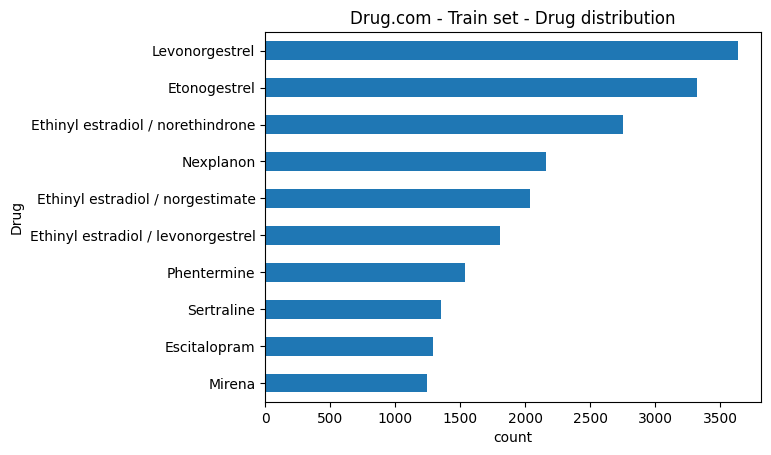 Drug.com - Train set - Drug distribution
Levonorgestrel
Etonogestrel
Ethinyl estradiol / norethindrone
Nexplanon
Ethinyl estradiol / norgestimate
Ethinyl estradiol / levonorgestrel
Phentermine
Sertraline
Escitalopram
Mirena
Drug
0 500 1000 1500 2000 2500 3000 3500
count